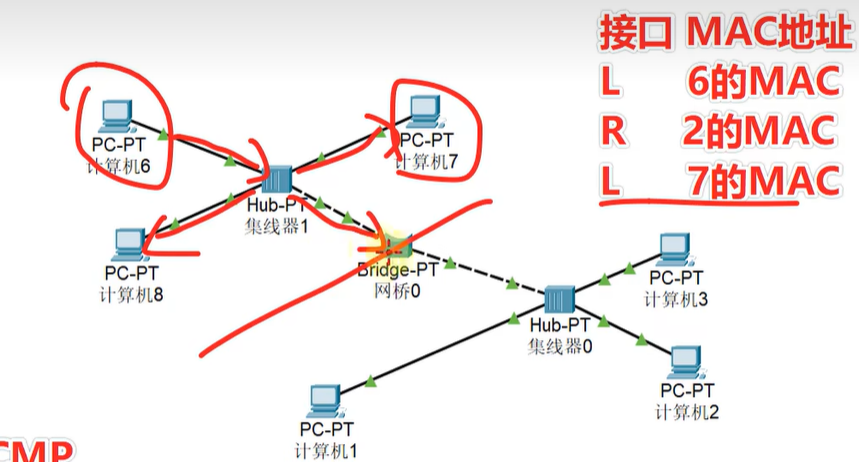 接口 MAC地址
L 6的MAC
R 2的MAC
L 7的MAC
PC-PT
计算机6
PC-PT
计算机7
Hub-PT
集线器1
PC-PT
计算机8
Bridge-PT
网桥0
PC-PT
计算机3
Hub-PT
集线器0
PC-PT
计算机2
PC-PT
计算机1
CMP